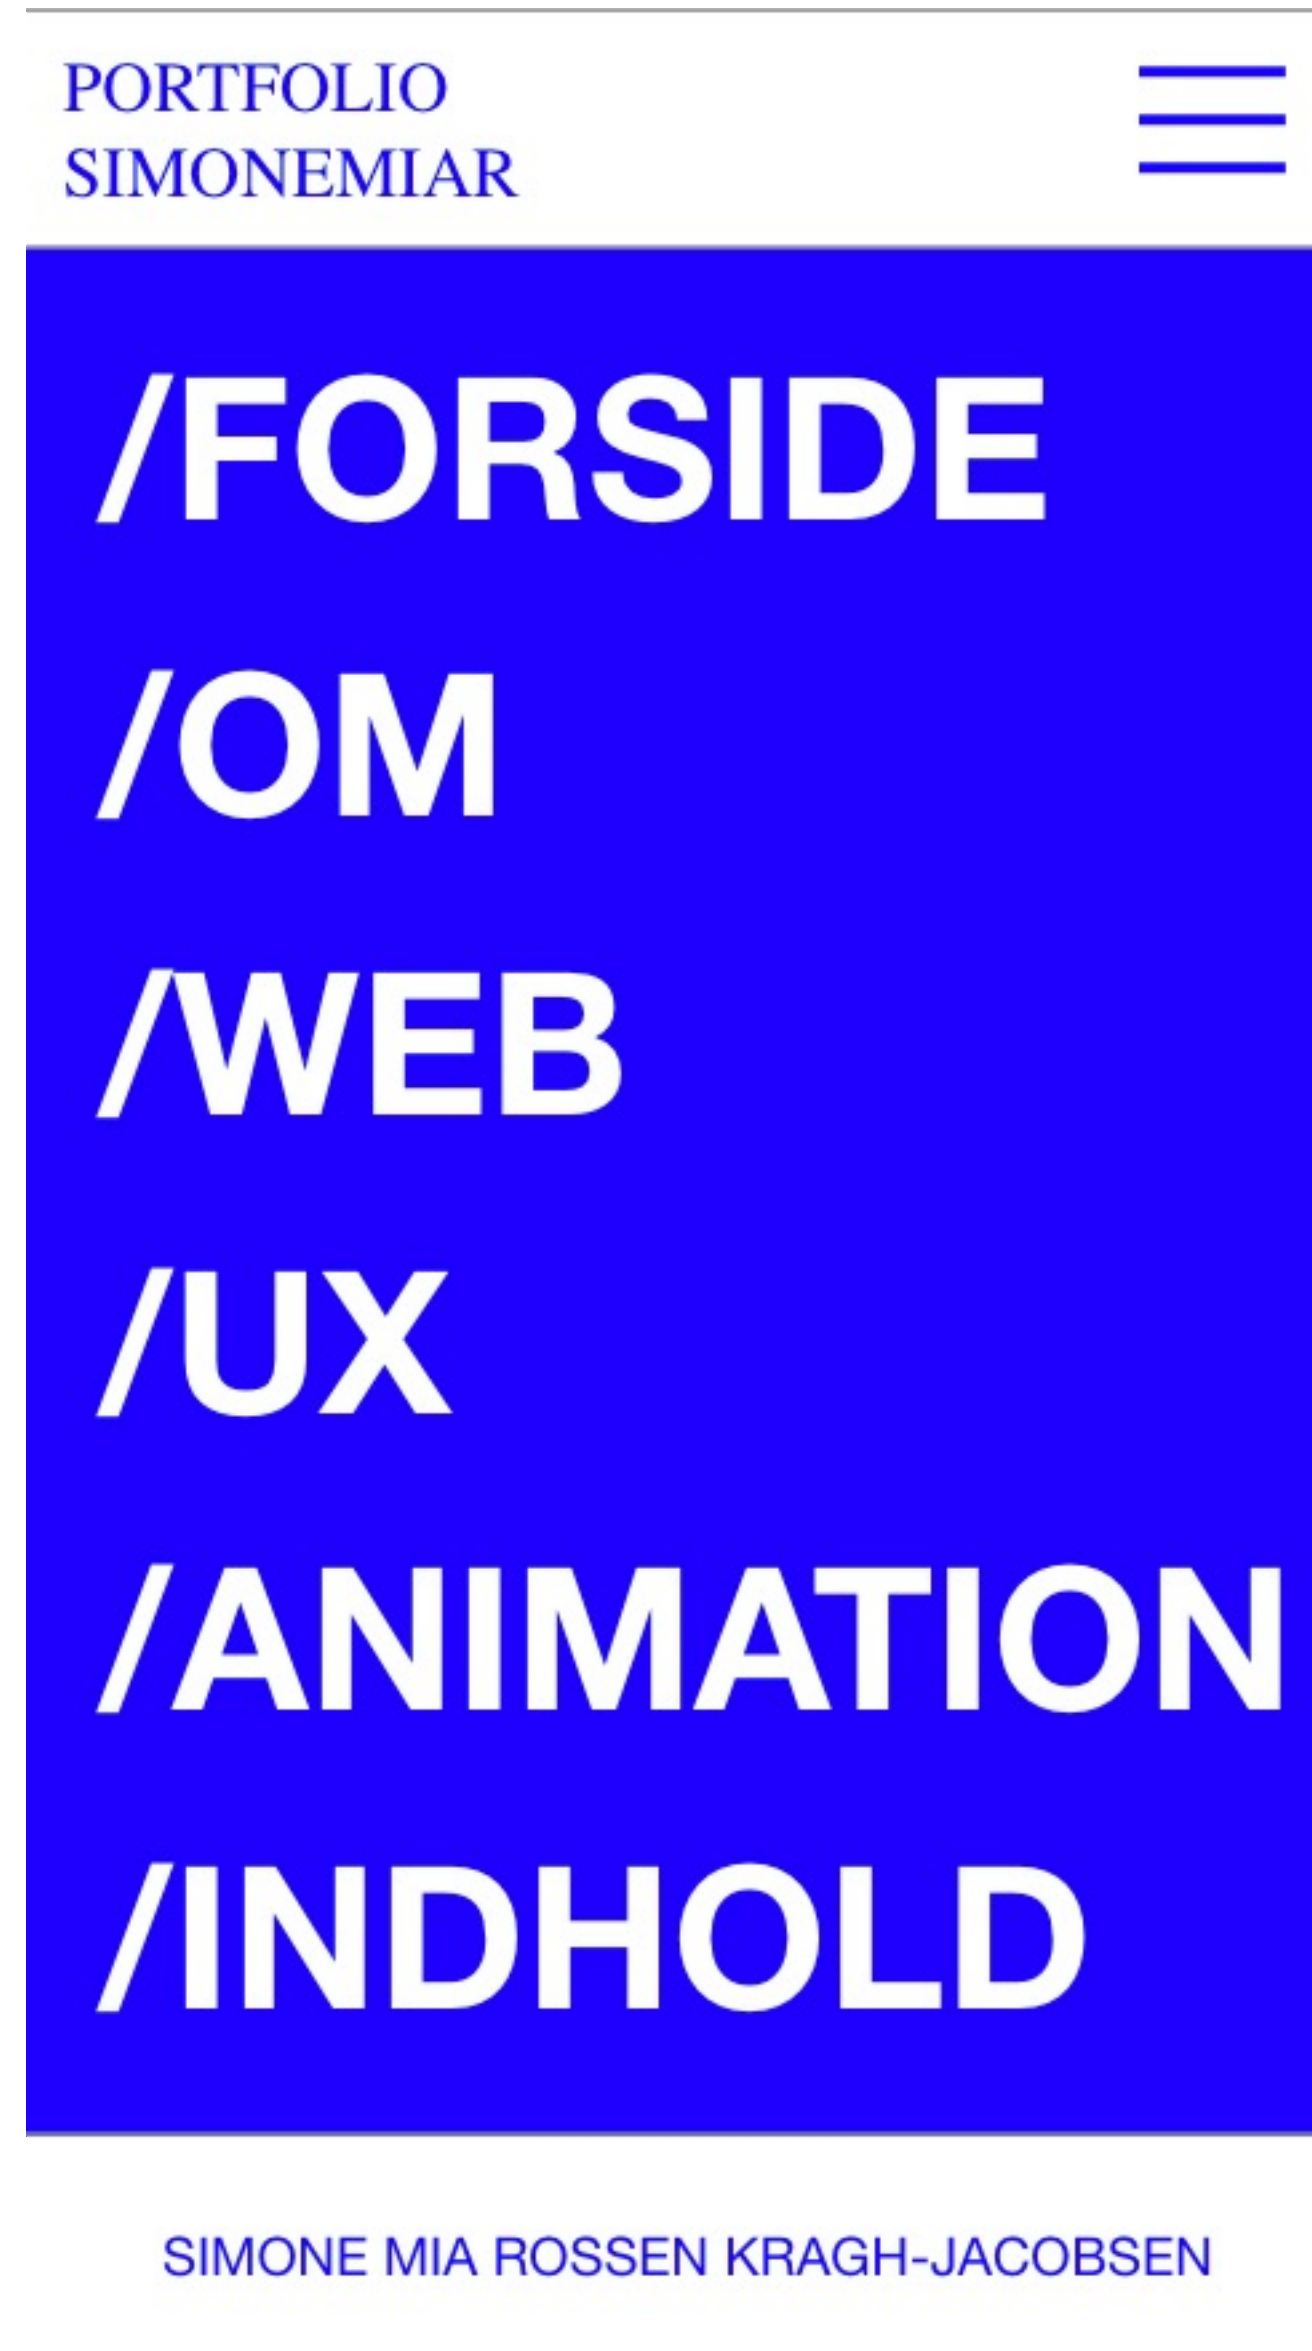 PORTFOLIO
SIMONEMIAR
/FORSIDE
/OM
/WEB
/UX
/ANIMATION
/INDHOLD
SIMONE MIA ROSSEN KRAGH-JACOBSEN